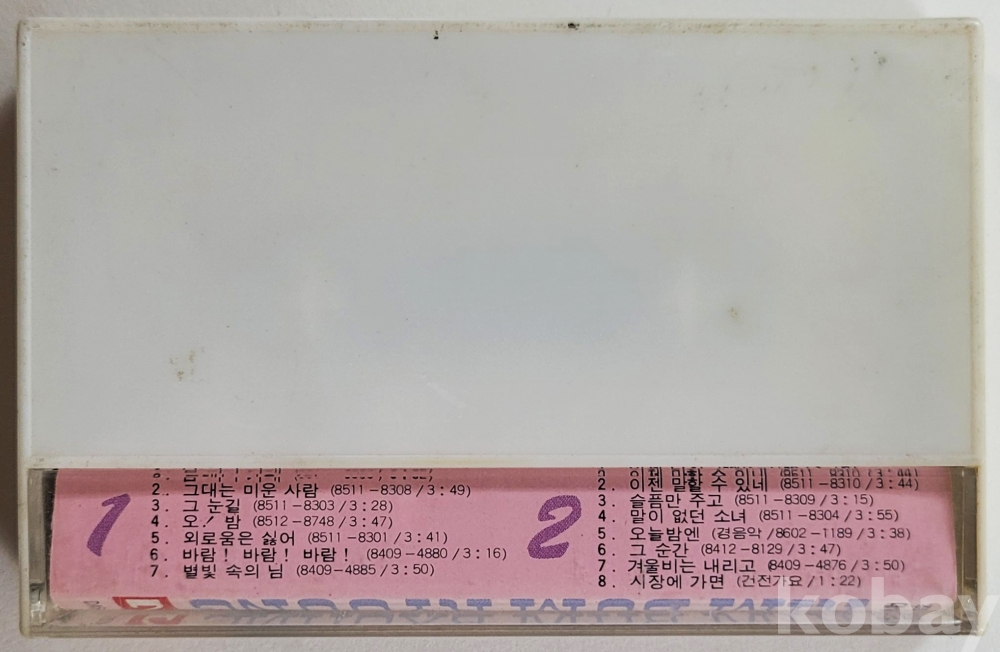 1
2. 그대는 미운 사람 (8511-8308/3:49)
3. 그 눈길 (8511-8303/3:28)
4. 오! 밤 (8512-8748/3:47)
5. 외로움은 싫어 (8511-8301/3:41)
6. 바람! 바람! 바람! (8409-4880/3:16)
7. 별빛 속의 님 (8409-4885/3:50)
2
2. 이제 말할 수 있네 (8511-8310/3:44)
3. 슬픔만 주고 (8511-8309/3:15)
4. 말이 없던 소녀 (8511-8304/3:55)
5. 오늘밤엔 (경음악/8602-1189/3:38)
6. 그 순간 (8412-8129/3:47)
7. 겨울비는 내리고 (8409-4876/3:50)
8. 시장에 가면 (건전가요/1:22)
kobay